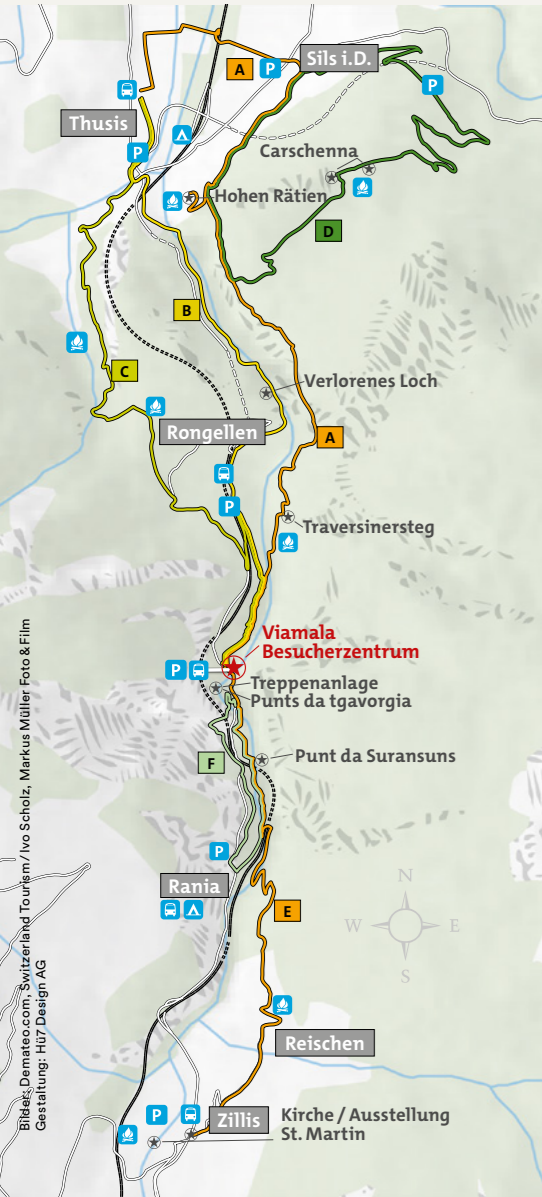 A
P
Sils i.D.
P
Thusis
P
Carschenna
Hohen Rätien
D
B
C
Verlorenes Loch
Rongellen
A
P
Traversinersteg
Viamala
Besucherzentrum
P
Treppenanlage
Punts da tgavorgia
Punt da Suransuns
F
P
Rania
E
N
W
E
S
Reischen
P
Zillis
Kirche / Ausstellung
St. Martin
Bilder: Demateo.com, Switzerland Tourism / Ivo Scholz, Markus Müller Foto & Film
Gestaltung: Hü7 Design AG